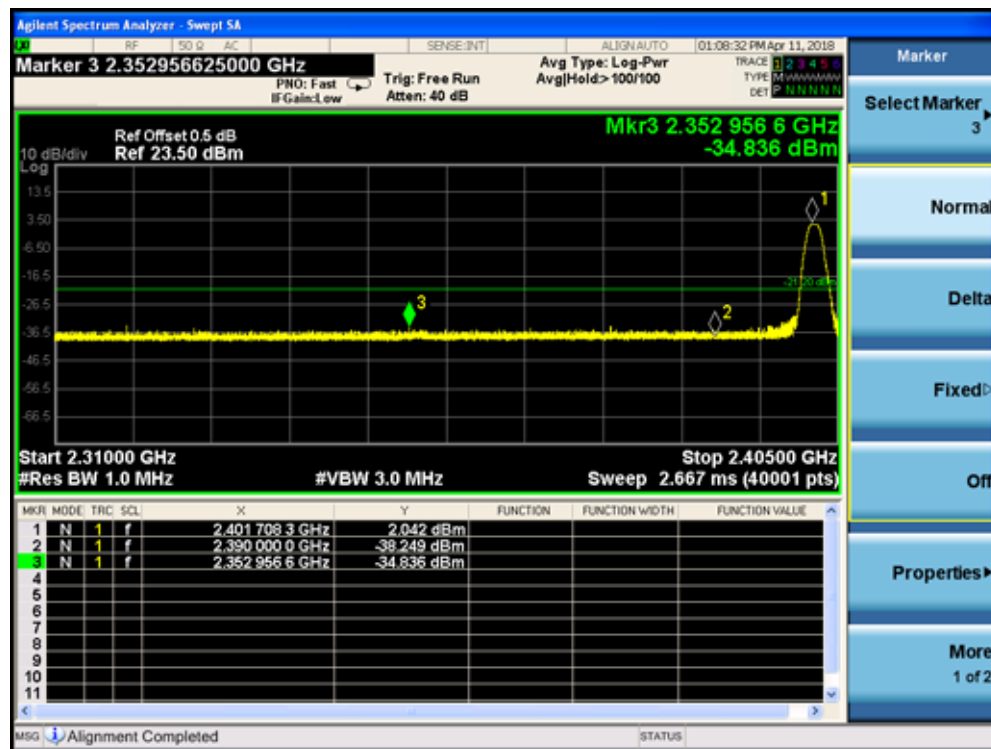 Agilent Spectrum Analyzer - Swept SA
RF 50 Ω AC SENSE:INT ALIGNAUTO 01:08:32 PM Apr 11, 2018
Marker 3 2.352956625000 GHz
PNO: Fast
IFGain:Low
Trig: Free Run
Atten: 40 dB
Avg Type: Log-Pwr
Avg|Hold:>100/100
TRACE 1 2 3 4 5 6
TYPE M
DET P N N N N N
Mkr3 2.352 956 6 GHz
-34.836 dBm
Ref Offset 0.5 dB
10 dB/div Ref 23.50 dBm
Log
13.5
3.50
-6.50
-16.5
-26.5
-36.5
-46.5
-56.5
-66.5
1
2
3
-21.20 dBm
Start 2.31000 GHz Stop 2.40500 GHz
#Res BW 1.0 MHz #VBW 3.0 MHz Sweep 2.667 ms (40001 pts)
MKR MODE TRC SCL X Y FUNCTION FUNCTION WIDTH FUNCTION VALUE
1 N 1 f 2.401 708 3 GHz 2.042 dBm
2 N 1 f 2.390 000 0 GHz -38.249 dBm
3 N 1 f 2.352 956 6 GHz -34.836 dBm
4
5
6
7
8
9
10
11
MSG Alignment Completed STATUS
Marker
Select Marker
3
Normal
Delta
Fixed
Off
Properties
More
1 of 2